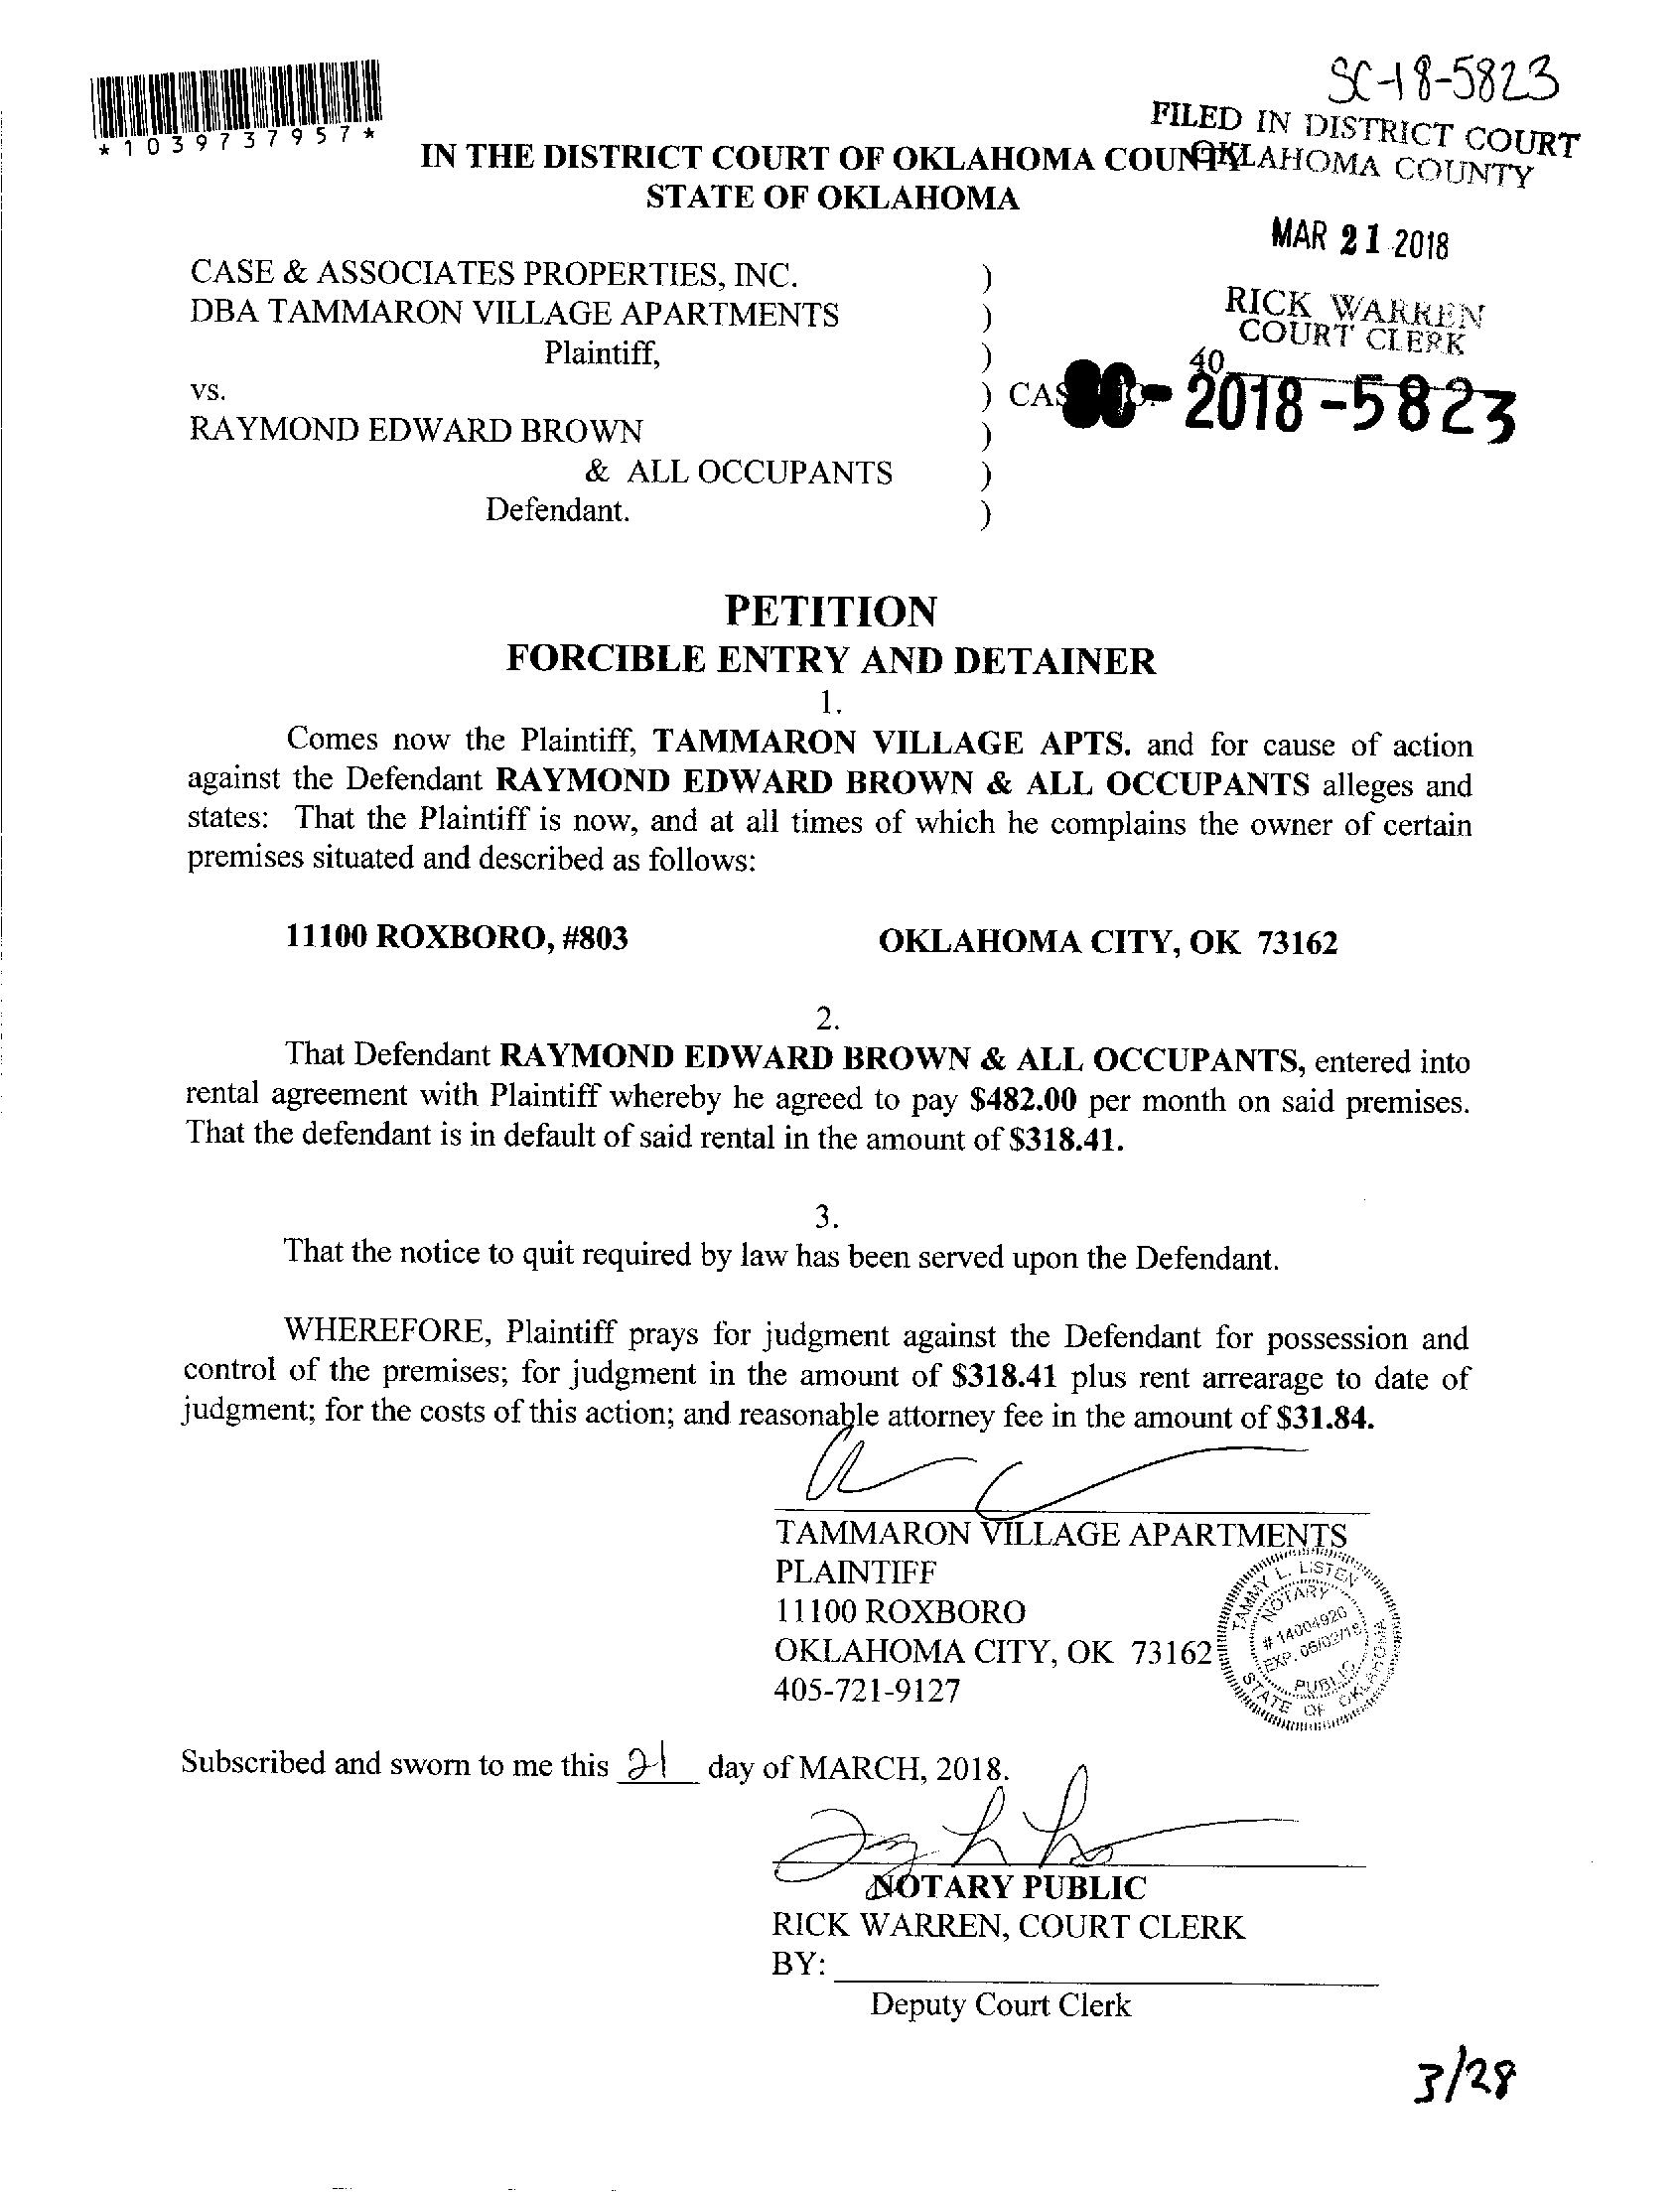 SC-18-5823
FILED IN DISTRICT COURT
OKLAHOMA COUNTY
*1039737957*
IN THE DISTRICT COURT OF OKLAHOMA COUNTY
STATE OF OKLAHOMA
MAR 21 2018
RICK WARREN
COURT CLERK
40
CASE & ASSOCIATES PROPERTIES, INC. )
DBA TAMMARON VILLAGE APARTMENTS )
Plaintiff, )
vs. ) CAS SC-2018-5823
RAYMOND EDWARD BROWN )
& ALL OCCUPANTS )
Defendant. )
PETITION
FORCIBLE ENTRY AND DETAINER
1.
Comes now the Plaintiff, TAMMARON VILLAGE APTS. and for cause of action
against the Defendant RAYMOND EDWARD BROWN & ALL OCCUPANTS alleges and
states: That the Plaintiff is now, and at all times of which he complains the owner of certain
premises situated and described as follows:
11100 ROXBORO, #803 OKLAHOMA CITY, OK 73162
2.
That Defendant RAYMOND EDWARD BROWN & ALL OCCUPANTS, entered into
rental agreement with Plaintiff whereby he agreed to pay $482.00 per month on said premises.
That the defendant is in default of said rental in the amount of $318.41.
3.
That the notice to quit required by law has been served upon the Defendant.
WHEREFORE, Plaintiff prays for judgment against the Defendant for possession and
control of the premises; for judgment in the amount of $318.41 plus rent arrearage to date of
judgment; for the costs of this action; and reasonable attorney fee in the amount of $31.84.
TAMMARON VILLAGE APARTMENTS
PLAINTIFF
11100 ROXBORO
OKLAHOMA CITY, OK 73162
405-721-9127
TAMMY L. LISTEN
NOTARY
# 14004926
EXP. 06/02/18
PUBLIC
STATE OF OKLAHOMA
Subscribed and sworn to me this 21 day of MARCH, 2018.
NOTARY PUBLIC
RICK WARREN, COURT CLERK
BY:
Deputy Court Clerk
3/28